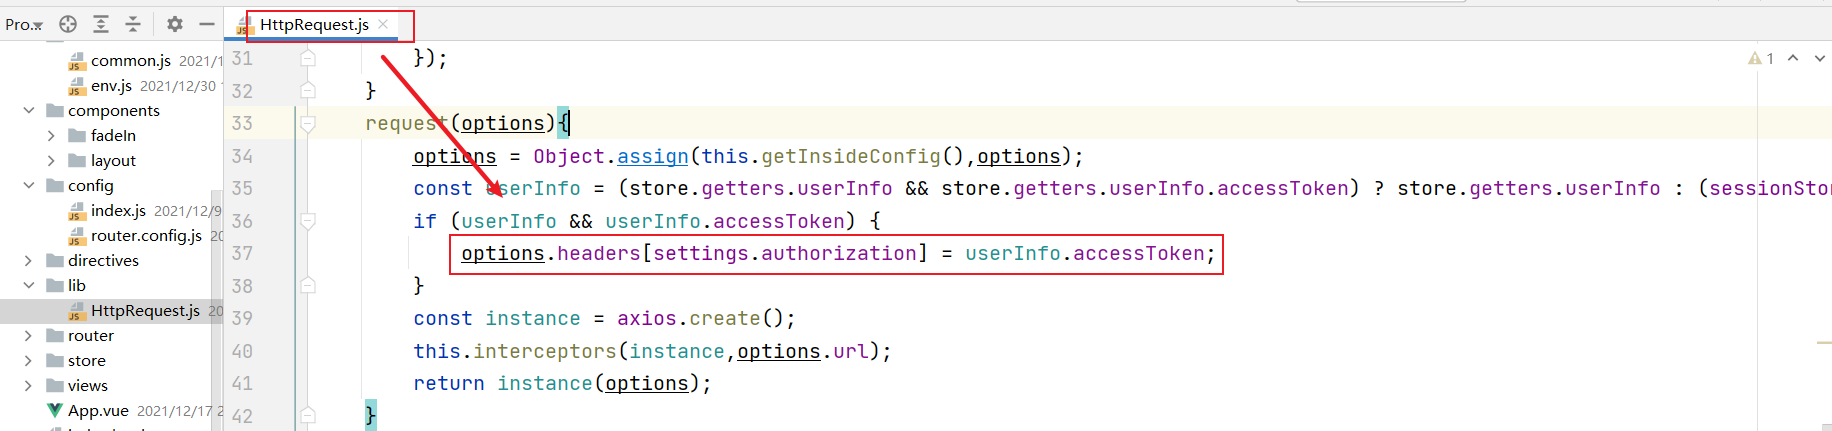 Pro...
HttpRequest.js
common.js 2021/1
env.js 2021/12/30 1
components
fadeIn
layout
config
index.js 2021/12/9
router.config.js 20
directives
lib
HttpRequest.js 20
router
store
views
App.vue 2021/12/17 2
1
31 });
32 }
33 request(options){
34 options = Object.assign(this.getInsideConfig(),options);
35 const userInfo = (store.getters.userInfo && store.getters.userInfo.accessToken) ? store.getters.userInfo : (sessionStor
36 if (userInfo && userInfo.accessToken) {
37 options.headers[settings.authorization] = userInfo.accessToken;
38 }
39 const instance = axios.create();
40 this.interceptors(instance,options.url);
41 return instance(options);
42 }